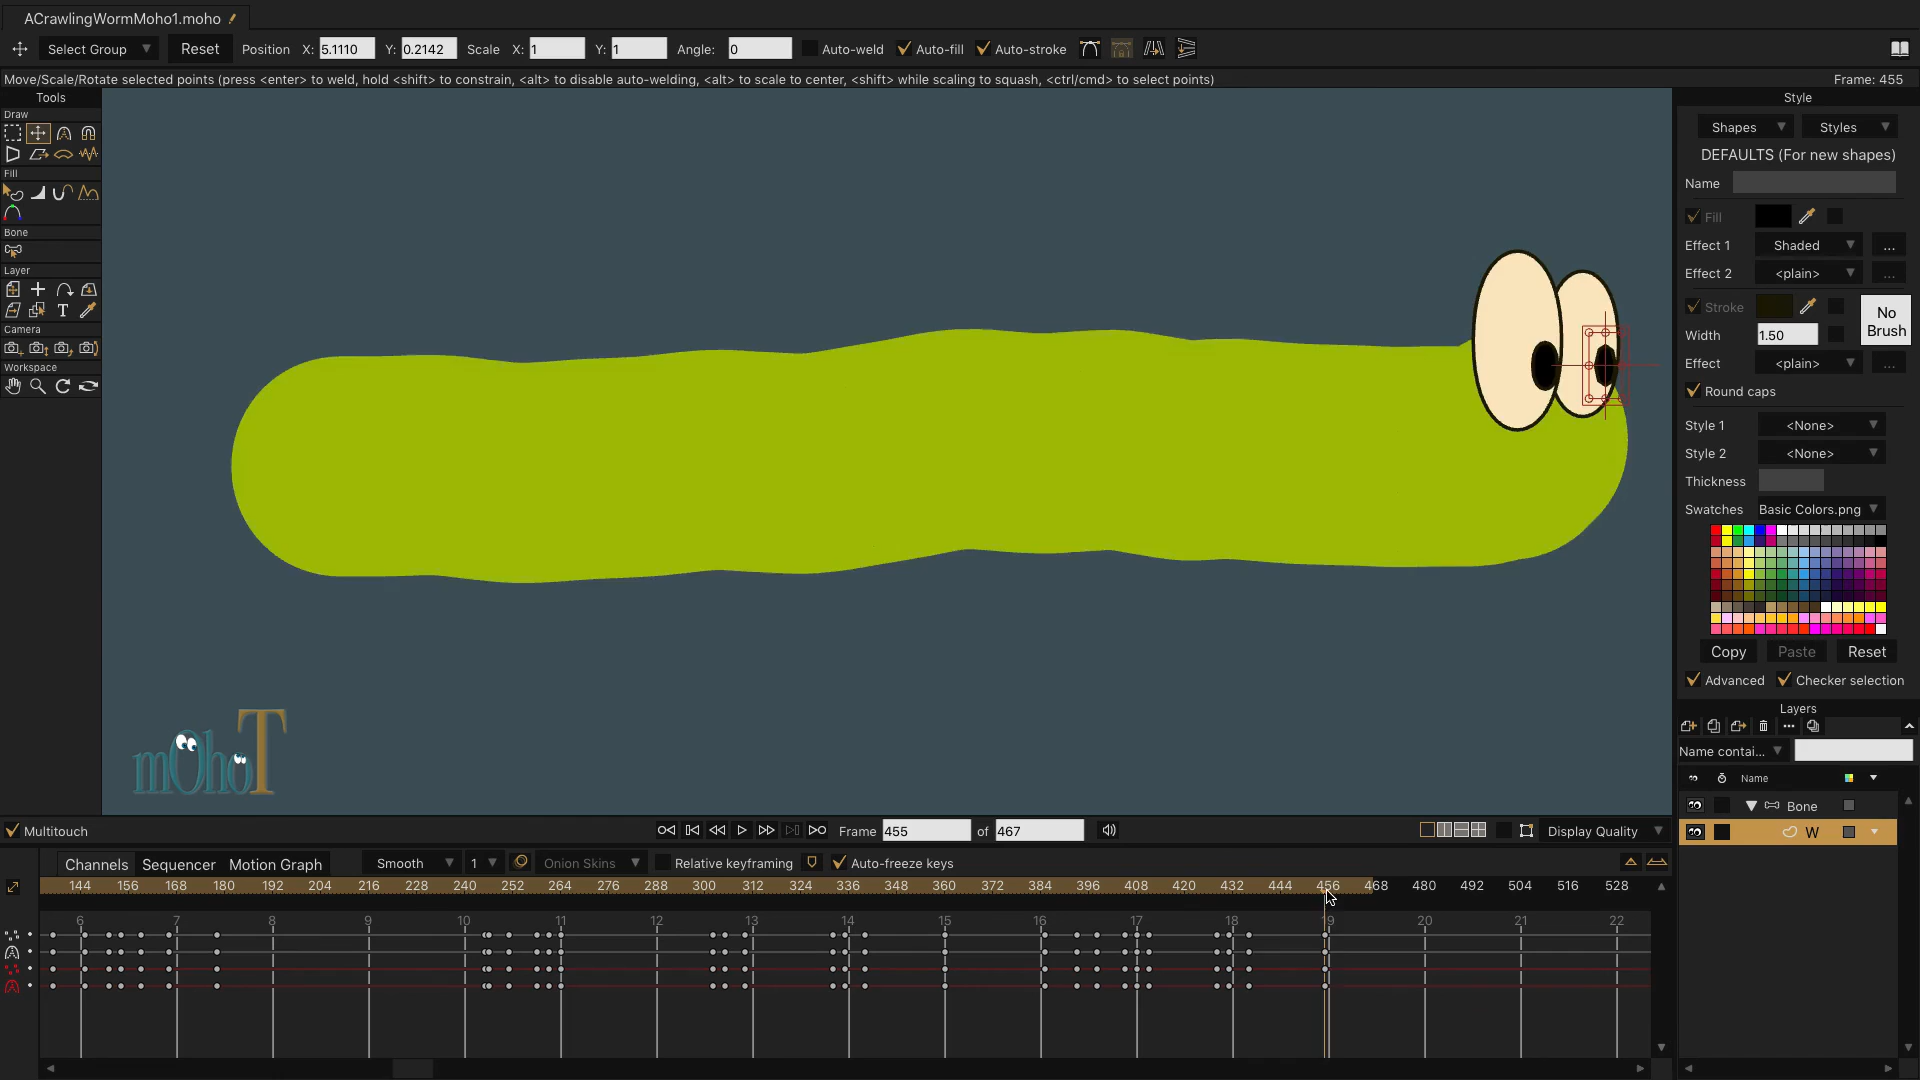 ACrawlingWormMoho1.moho
Select Group Reset Position X: 5.1110 Y: 0.2142 Scale X: 1 Y: 1 Angle: 0 Auto-weld Auto-fill Auto-stroke
Move/Scale/Rotate selected points (press <enter> to weld, hold <shift> to constrain, <alt> to disable auto-welding, <alt> to scale to center, <shift> while scaling to squash, <ctrl/cmd> to select points) Frame: 455
Tools
Draw
Fill
Bone
Layer
Camera
Workspace
mOhoT
Style
Shapes Styles
DEFAULTS (For new shapes)
Name
Fill
Effect 1 Shaded ...
Effect 2 <plain> ...
Stroke
No Brush
Width 1.50
Effect <plain> ...
Round caps
Style 1 <None>
Style 2 <None>
Thickness
Swatches Basic Colors.png
Copy Paste Reset
Advanced Checker selection
Layers
Name contai...
Name
Bone
W
Multitouch Frame 455 of 467 Display Quality
Channels Sequencer Motion Graph Smooth 1 Onion Skins Relative keyframing Auto-freeze keys
144 156 168 180 192 204 216 228 240 252 264 276 288 300 312 324 336 348 360 372 384 396 408 420 432 444 456 468 480 492 504 516 528
6 7 8 9 10 11 12 13 14 15 16 17 18 19 20 21 22